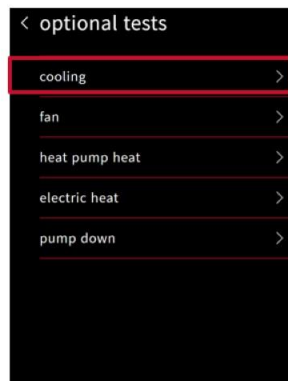 optional tests
cooling
fan
heat pump heat
electric heat
pump down